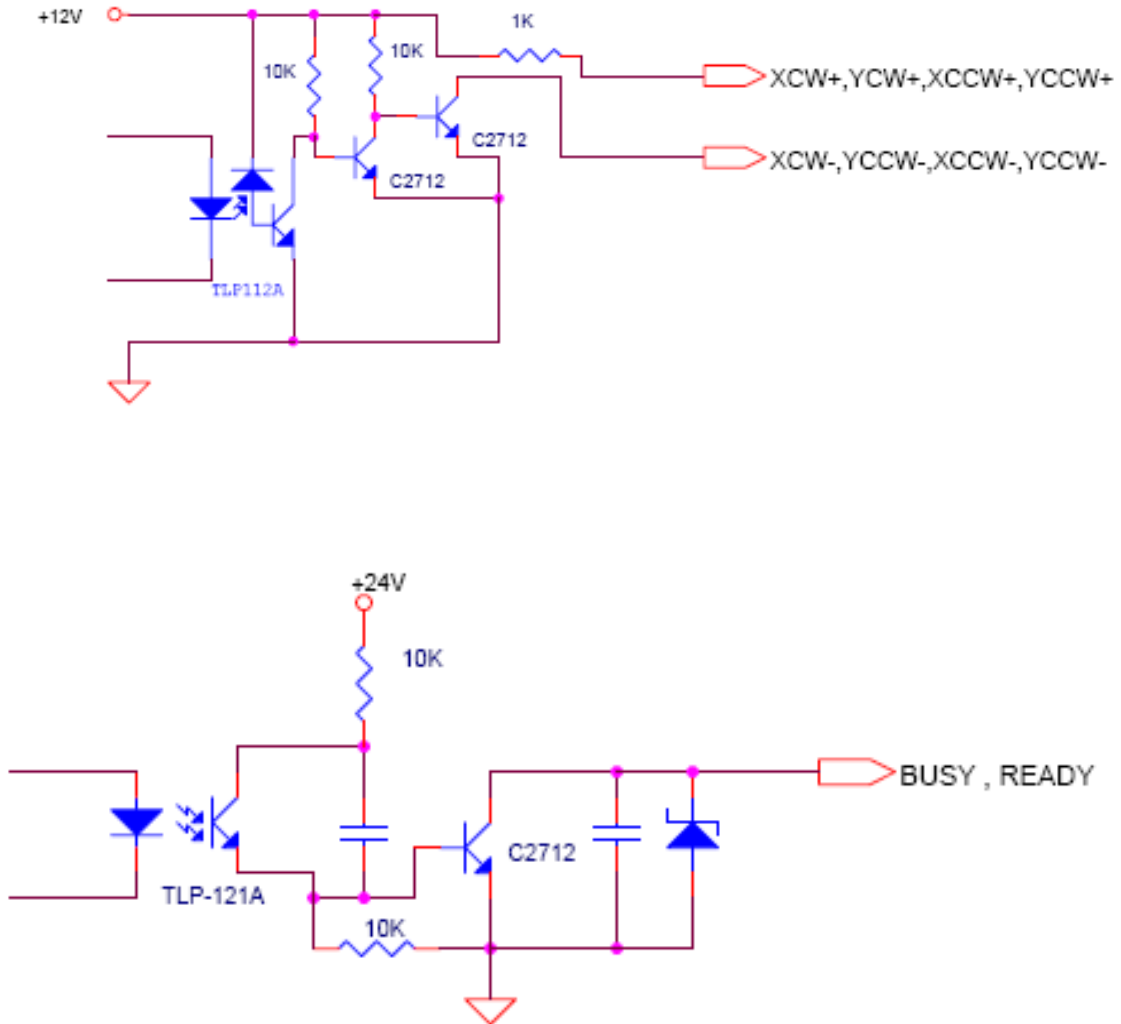 +12V
1K
10K
10K
XCW+,YCW+,XCCW+,YCCW+
C2712
XCW-,YCCW-,XCCW-,YCCW-
C2712
TLP112A
+24V
10K
BUSY , READY
C2712
TLP-121A
10K